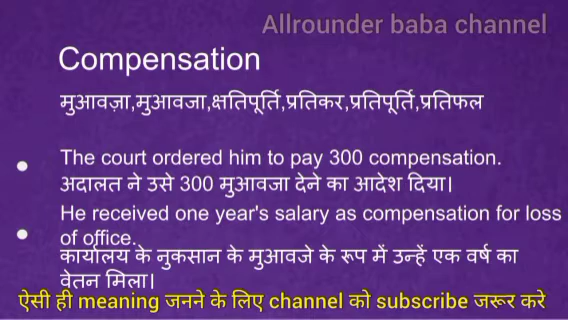 Allrounder baba channel
Compensation
मुआवज़ा,मुआवजा,क्षतिपूर्ति,प्रतिकर,प्रतिपूर्ति,प्रतिफल
The court ordered him to pay 300 compensation.
अदालत ने उसे 300 मुआवजा देने का आदेश दिया।
He received one year's salary as compensation for loss
of office.
कार्यालय के नुकसान के मुआवजे के रूप में उन्हें एक वर्ष का
वेतन मिला।
ऐसी ही meaning जनने के लिए channel को subscribe जरूर करे